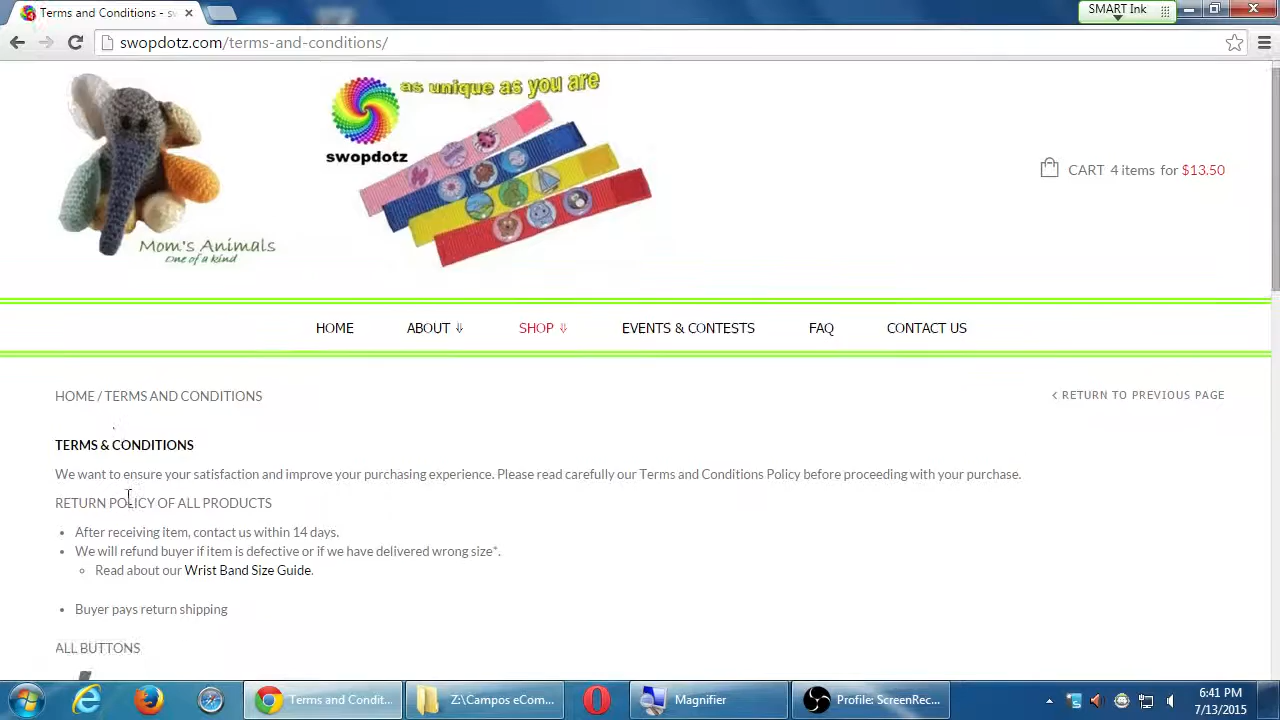 Terms and Conditions - sw
SMART Ink
swopdotz.com/terms-and-conditions/
as unique as you are
swopdotz
Mom's Animals
One of a kind
CART 4 items for $13.50
HOME
ABOUT ⇓
SHOP ⇓
EVENTS & CONTESTS
FAQ
CONTACT US
HOME / TERMS AND CONDITIONS
< RETURN TO PREVIOUS PAGE
TERMS & CONDITIONS
We want to ensure your satisfaction and improve your purchasing experience. Please read carefully our Terms and Conditions Policy before proceeding with your purchase.
RETURN POLICY OF ALL PRODUCTS
• After receiving item, contact us within 14 days.
• We will refund buyer if item is defective or if we have delivered wrong size*.
◦ Read about our Wrist Band Size Guide.
• Buyer pays return shipping
ALL BUTTONS
Terms and Condit...
Z:\Campos eCom...
Magnifier
Profile: ScreenRec...
6:41 PM
7/13/2015